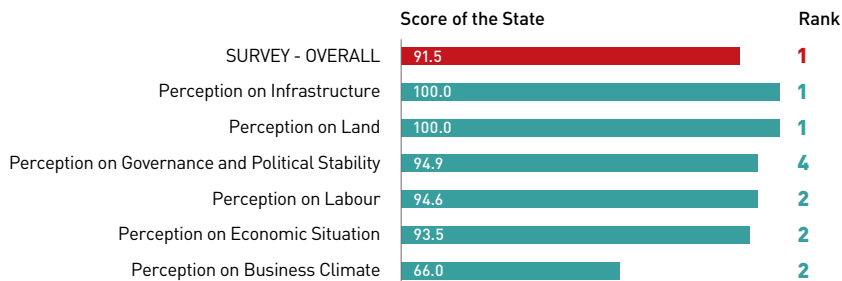 Score of the State Rank
SURVEY - OVERALL 91.5 1
Perception on Infrastructure 100.0 1
Perception on Land 100.0 1
Perception on Governance and Political Stability 94.9 4
Perception on Labour 94.6 2
Perception on Economic Situation 93.5 2
Perception on Business Climate 66.0 2